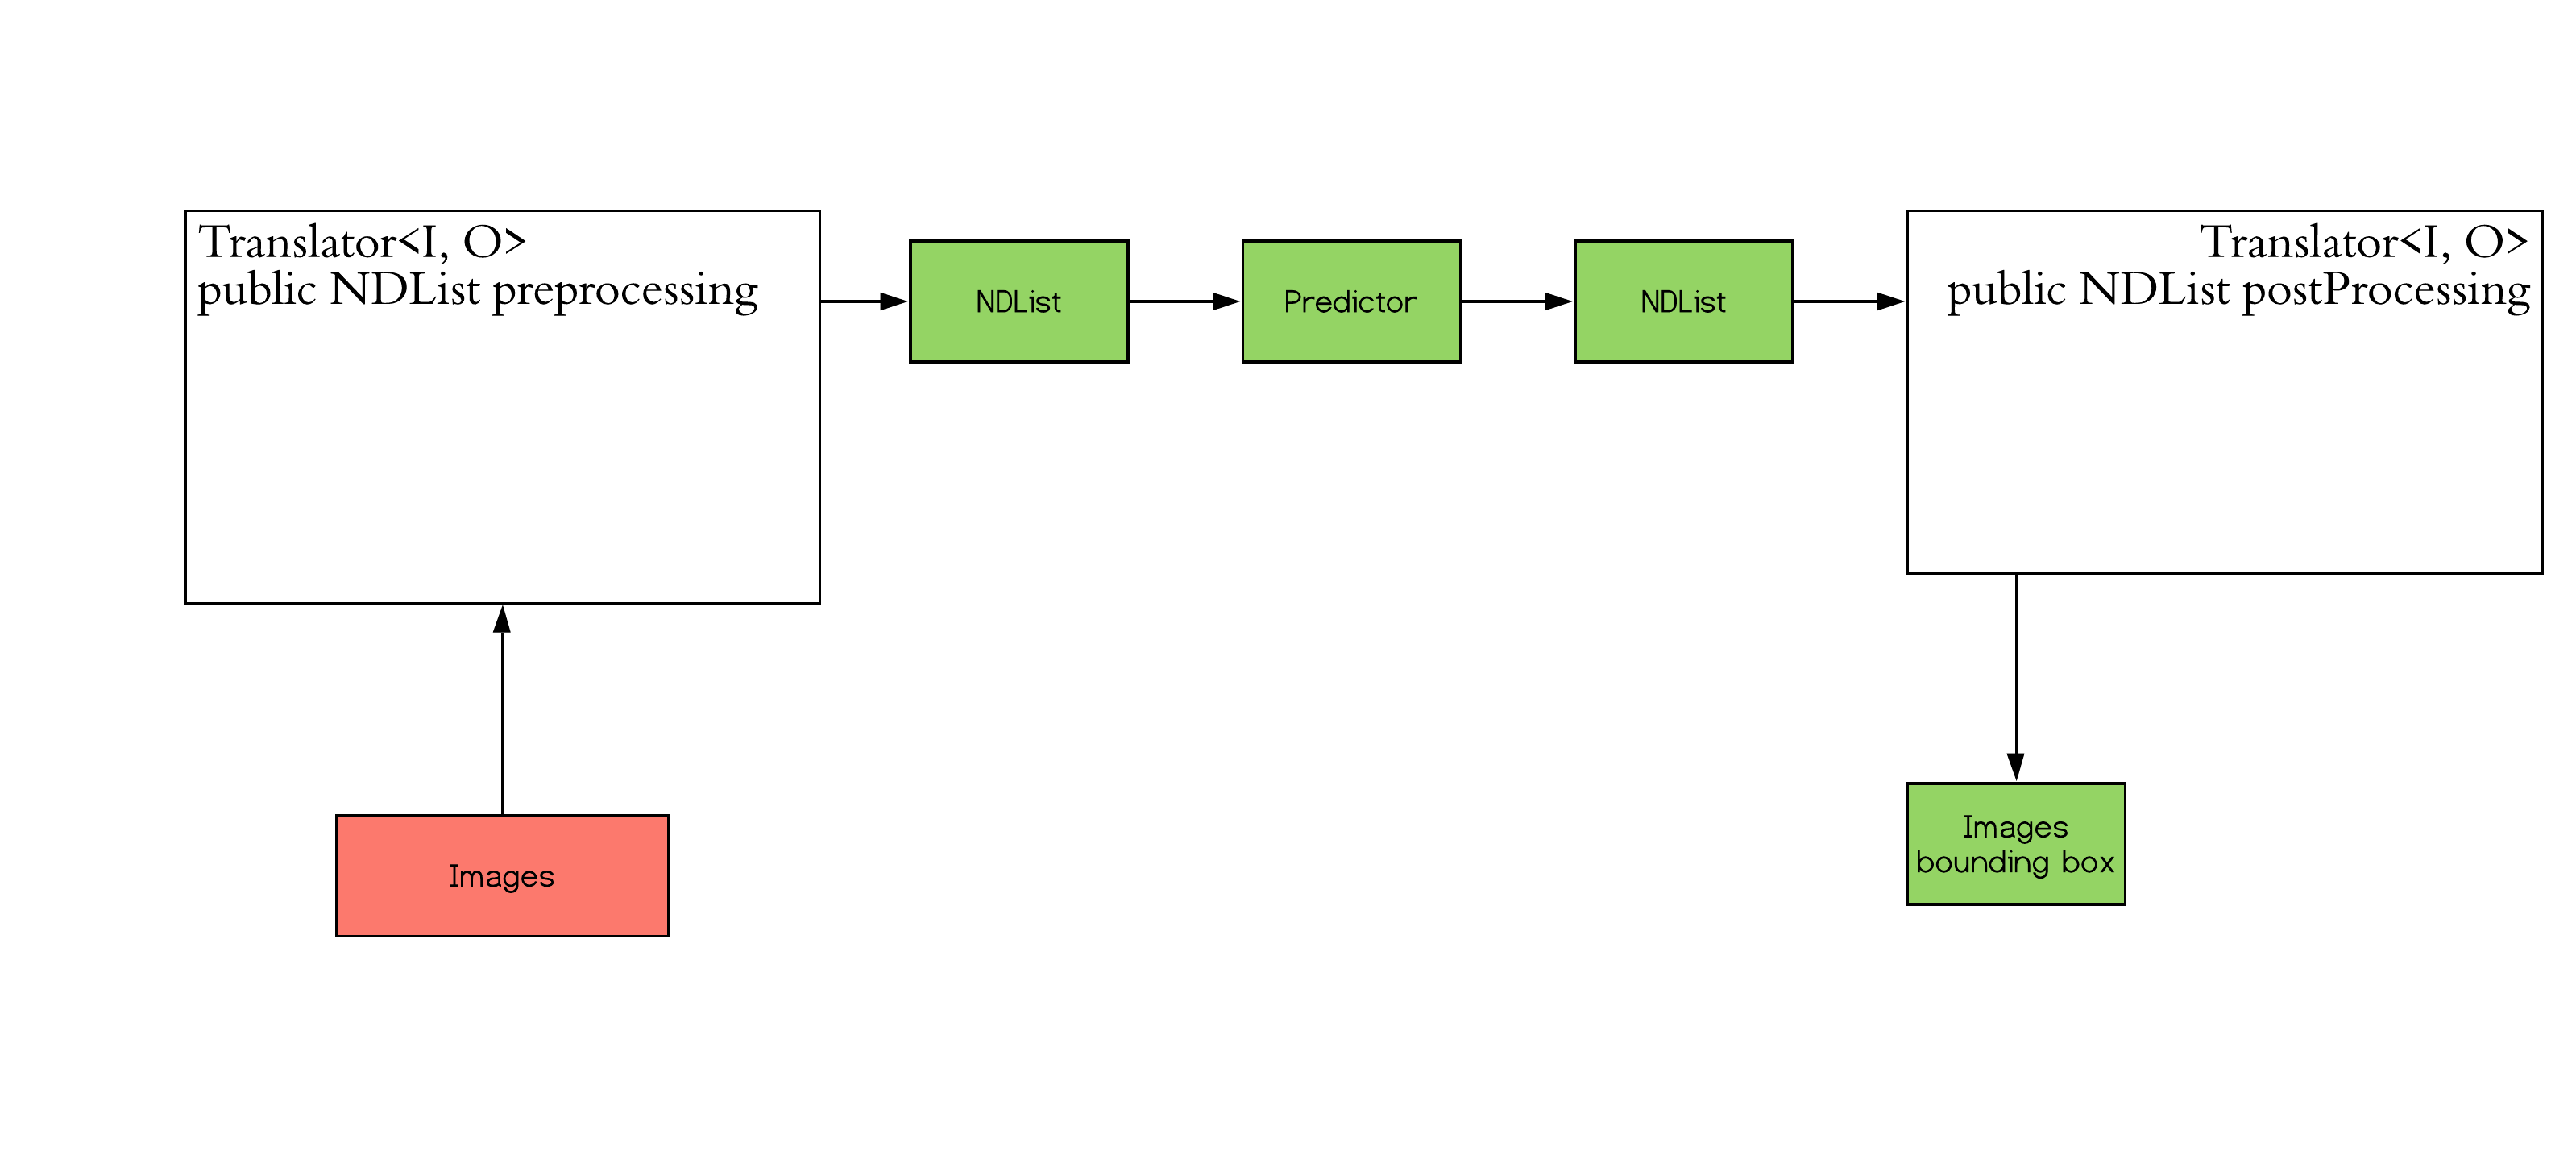 Translator<I, O>
public NDList preprocessing
NDList
Predictor
NDList
Translator<I, O>
public NDList postProcessing
Images
Images
bounding box